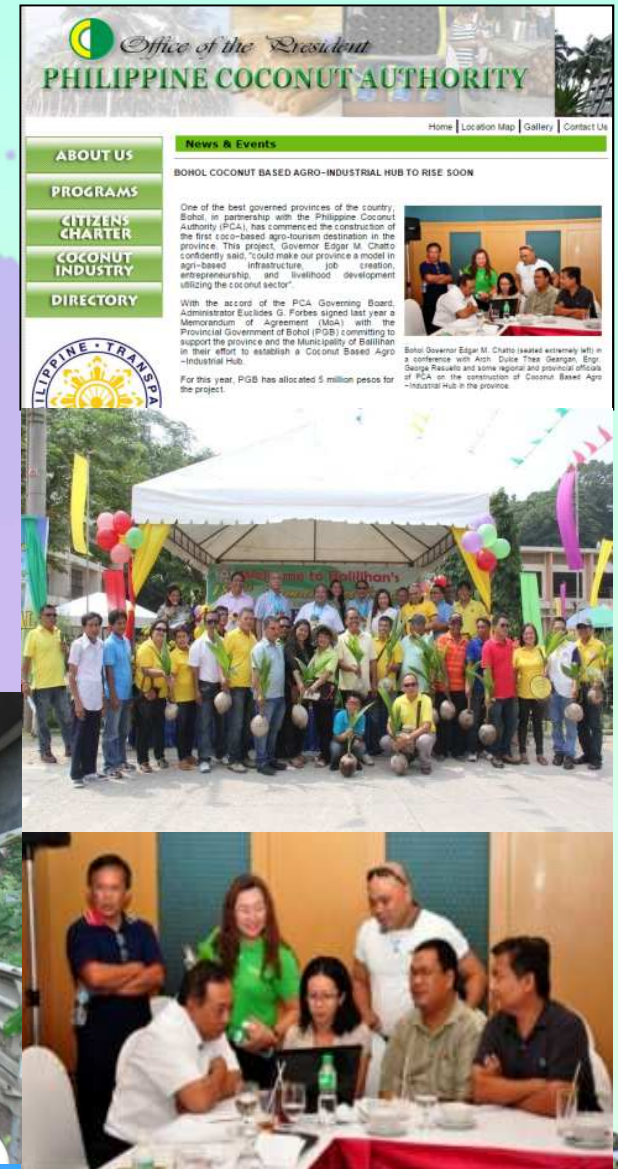 Office of the President
PHILIPPINE COCONUT AUTHORITY
Home | Location Map | Gallery | Contact Us
ABOUT US
PROGRAMS
CITIZENS
CHARTER
COCONUT
INDUSTRY
DIRECTORY
News & Events
BOHOL COCONUT BASED AGRO-INDUSTRIAL HUB TO RISE SOON
One of the best governed provinces of the country,
Bohol, in partnership with the Philippine Coconut
Authority (PCA), has commenced the construction of
the first coco-based agro-tourism destination in the
province. This project, Governor Edgar M. Chatto
confidently said, "could make our province a model in
agri-based infrastructure, job creation,
entrepreneurship, and livelihood development
utilizing the coconut sector".
With the accord of the PCA Governing Board,
Administrator Euclides G. Forbes signed last year a
Memorandum of Agreement (MoA) with the
Provincial Government of Bohol (PGB) committing to
support the province and the Municipality of Balilihan
in their effort to establish a Coconut Based Agro
-Industrial Hub.
For this year, PGB has allocated 5 million pesos for
the project.
Bohol Governor Edgar M. Chatto (seated extremely left) in
a conference with Arch. Dulce Thea Geangan, Engr.
George Resuello and some regional and provincial officials
of PCA on the construction of Coconut Based Agro
-Industrial Hub in the province.
ILIPPINE • TRANSPA
Welcome to Balilihan's